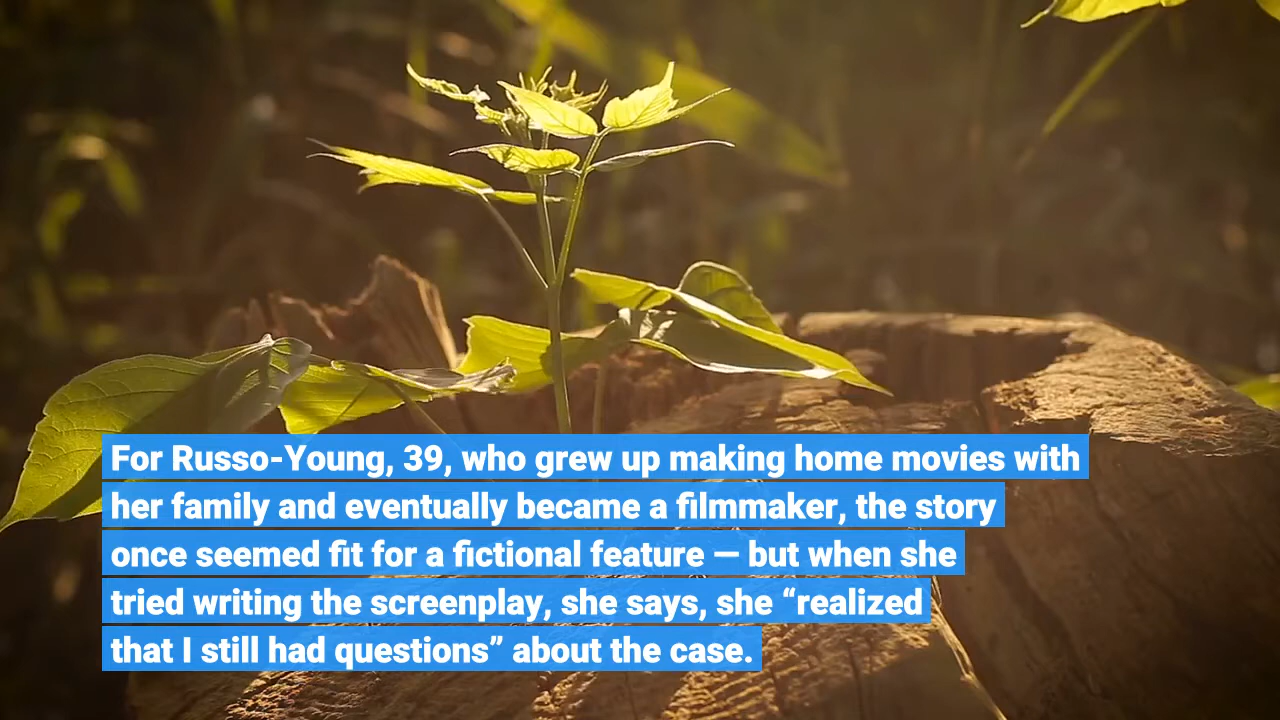 For Russo-Young, 39, who grew up making home movies with
her family and eventually became a filmmaker, the story
once seemed fit for a fictional feature — but when she
tried writing the screenplay, she says, she “realized
that I still had questions” about the case.